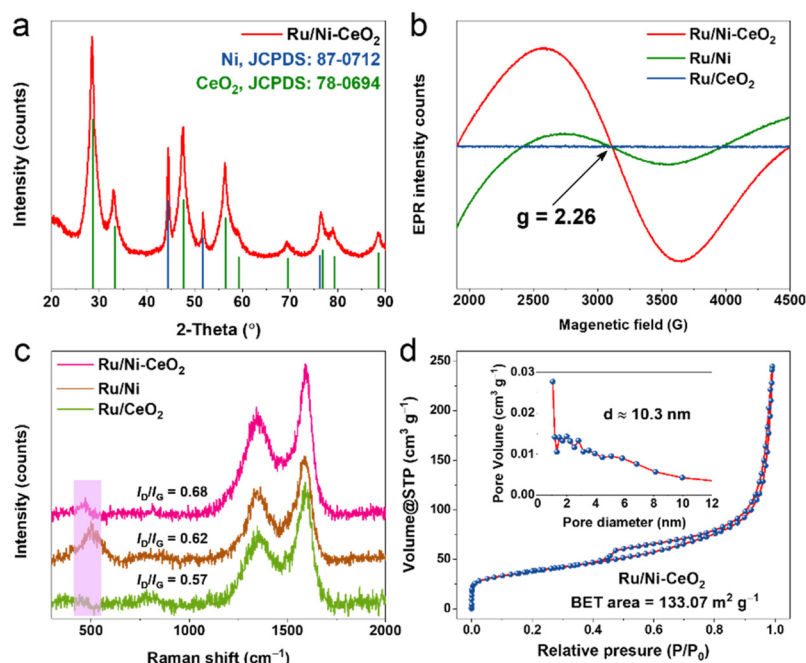 a
Ru/Ni-CeO₂
Ni, JCPDS: 87-0712
CeO₂, JCPDS: 78-0694
Intensity (counts)
20 30 40 50 60 70 80 90
2-Theta (°)
b
Ru/Ni-CeO₂
Ru/Ni
Ru/CeO₂
EPR intensity counts
g = 2.26
2000 2500 3000 3500 4000 4500
Magenetic field (G)
c
Ru/Ni-CeO₂
Ru/Ni
Ru/CeO₂
Intensity (counts)
I_D/I_G = 0.68
I_D/I_G = 0.62
I_D/I_G = 0.57
500 1000 1500 2000
Raman shift (cm⁻¹)
d
Volume@STP (cm³ g⁻¹)
250
200
150
100
50
0
Pore Volume (cm³ g⁻¹)
0.03
0.02
0.01
0.00
d ≈ 10.3 nm
0 2 4 6 8 10 12
Pore diameter (nm)
Ru/Ni-CeO₂
BET area = 133.07 m² g⁻¹
0.0 0.2 0.4 0.6 0.8 1.0
Relative presure (P/P₀)